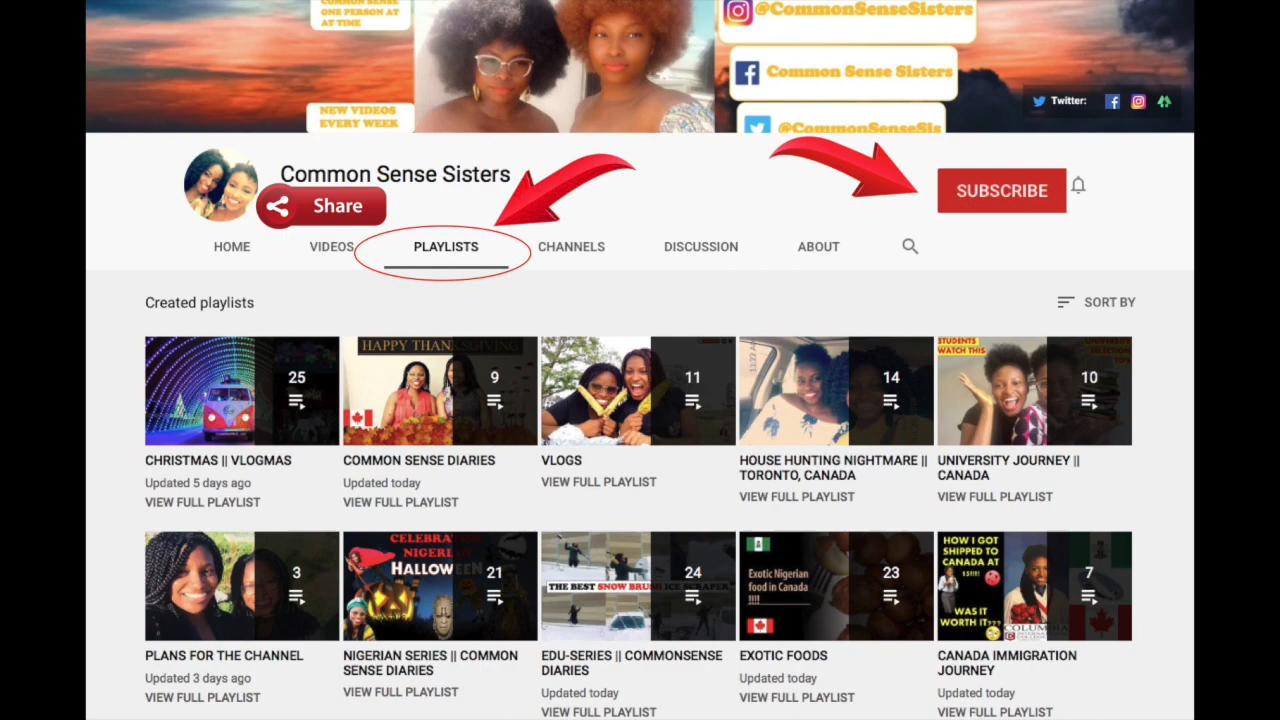 COMMON SENSE
ONE PERSON AT
AT TIME
@CommonSenseSisters
Common Sense Sisters
NEW VIDEOS
EVERY WEEK
@CommonSenseSis
Twitter:
Common Sense Sisters
Share
SUBSCRIBE
HOME VIDEOS PLAYLISTS CHANNELS DISCUSSION ABOUT
Created playlists
SORT BY
HAPPY THANKSGIVING
STUDENTS
WATCH THIS
UNIVERSITY
25 9 11 14 10
CHRISTMAS || VLOGMAS
Updated 5 days ago
VIEW FULL PLAYLIST
COMMON SENSE DIARIES
Updated today
VIEW FULL PLAYLIST
VLOGS
VIEW FULL PLAYLIST
HOUSE HUNTING NIGHTMARE ||
TORONTO, CANADA
VIEW FULL PLAYLIST
UNIVERSITY JOURNEY ||
CANADA
VIEW FULL PLAYLIST
3
PLANS FOR THE CHANNEL
Updated 3 days ago
VIEW FULL PLAYLIST
NIGERI
HALLOWEEN
21
NIGERIAN SERIES || COMMON
SENSE DIARIES
VIEW FULL PLAYLIST
THE BEST SNOW BRUSH ICE SCRAPER
24
EDU-SERIES || COMMONSENSE
DIARIES
Updated today
VIEW FULL PLAYLIST
Exotic Nigerian
food in Canada
!!!!
23
EXOTIC FOODS
Updated today
VIEW FULL PLAYLIST
HOW I GOT
SHIPPED TO
CANADA AT
15!!!!
WAS IT
WORTH IT???
7
CANADA IMMIGRATION
JOURNEY
Updated today
VIEW FULL PLAYLIST